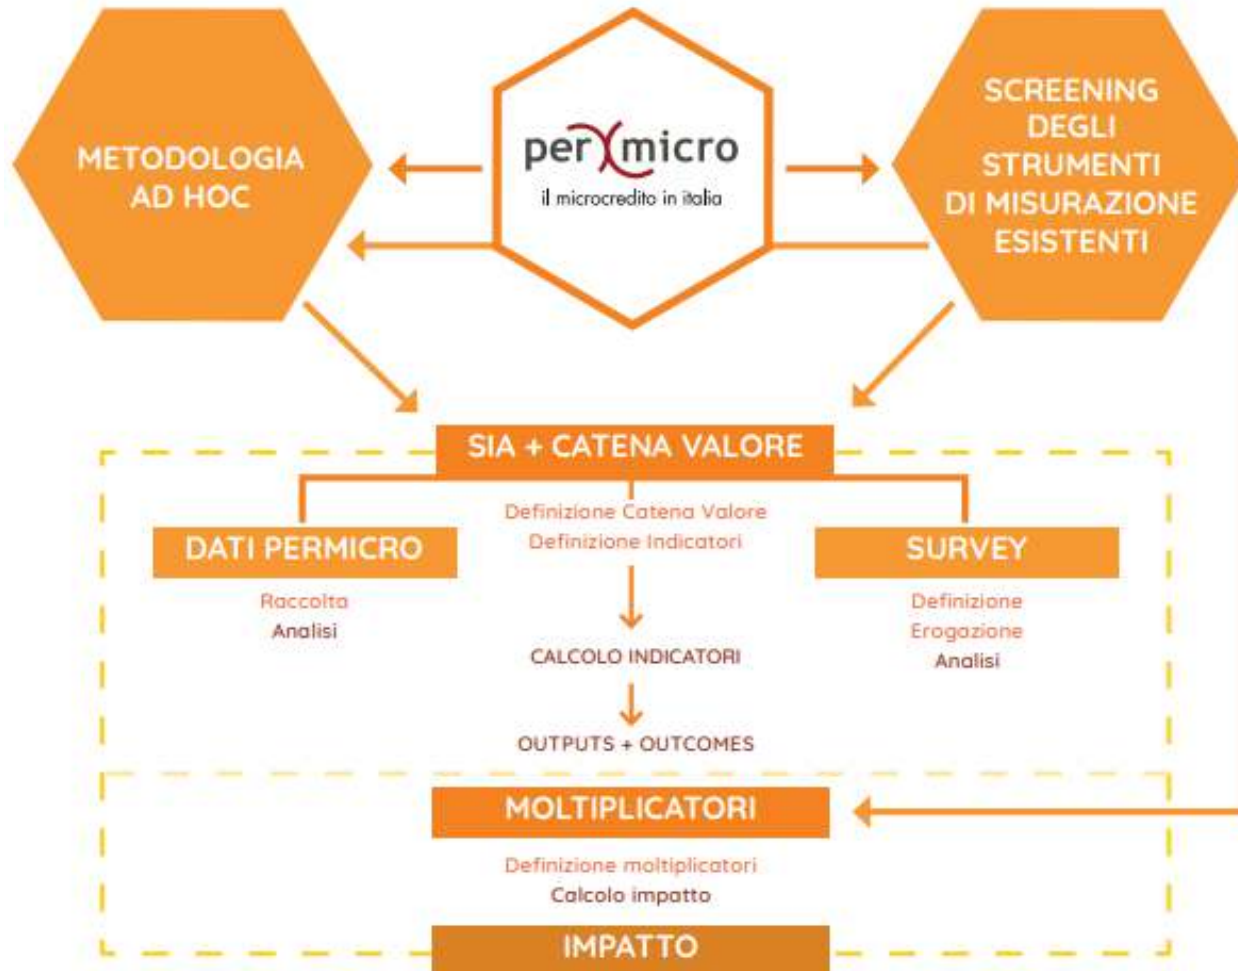 METODOLOGIA
AD HOC
per micro
il microcredito in italia
SCREENING
DEGLI
STRUMENTI
DI MISURAZIONE
ESISTENTI
SIA + CATENA VALORE
Definizione Catena Valore
Definizione Indicatori
DATI PERMICRO
Raccolta
Analisi
SURVEY
Definizione
Erogazione
Analisi
CALCOLO INDICATORI
OUTPUTS + OUTCOMES
MOLTIPLICATORI
Definizione moltiplicatori
Calcolo impatto
IMPATTO